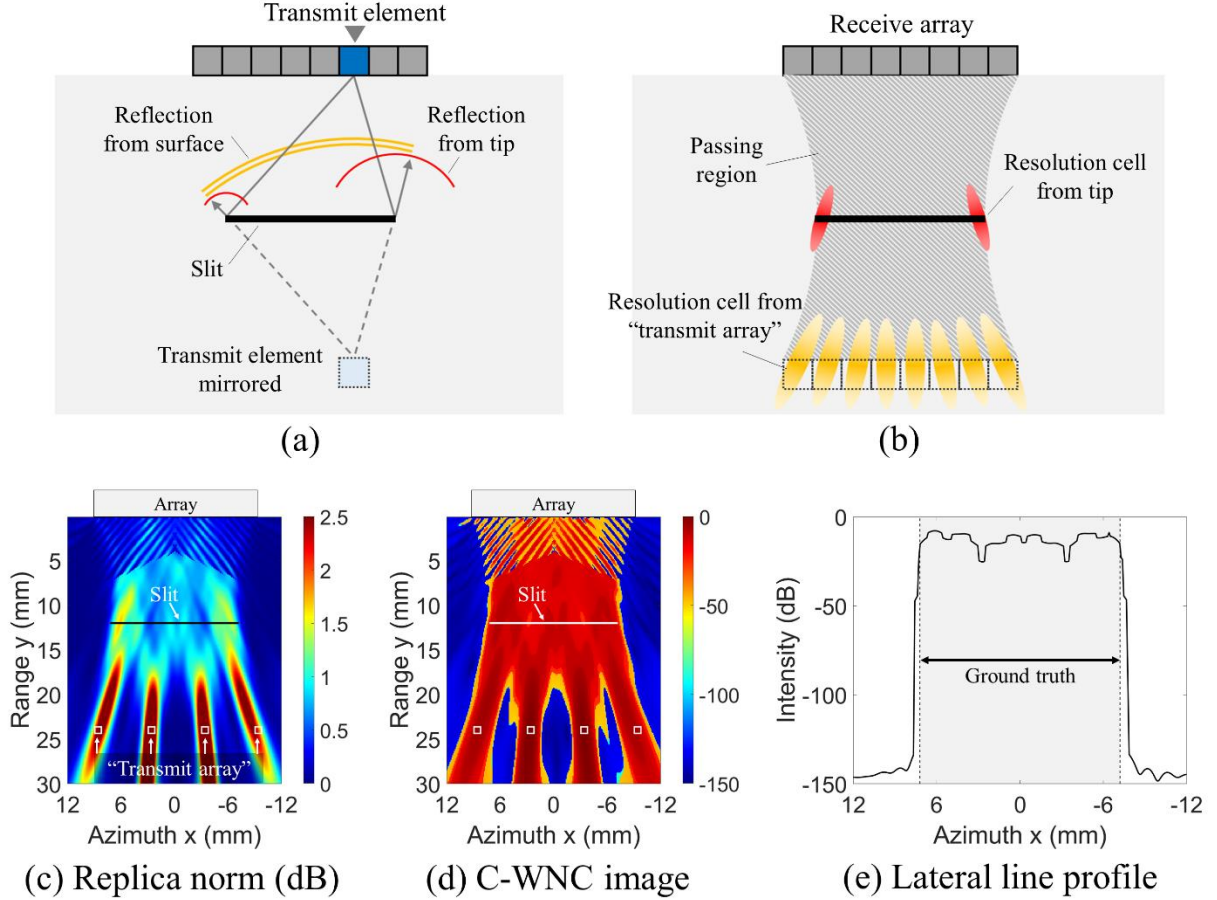 Transmit element
Reflection
from surface
Reflection
from tip
Slit
Transmit element
mirrored
(a)
Receive array
Passing
region
Resolution cell
from tip
Resolution cell from
“transmit array”
(b)
Array
Slit
“Transmit array”
5
10
15
20
25
30
Range y (mm)
12 6 0 -6 -12
Azimuth x (mm)
2.5
2
1.5
1
0.5
0
(c) Replica norm (dB)
Array
Slit
5
10
15
20
25
30
Range y (mm)
12 6 0 -6 -12
Azimuth x (mm)
0
-50
-100
-150
(d) C-WNC image
0
-50
-100
-150
Intensity (dB)
Ground truth
12 6 0 -6 -12
Azimuth x (mm)
(e) Lateral line profile